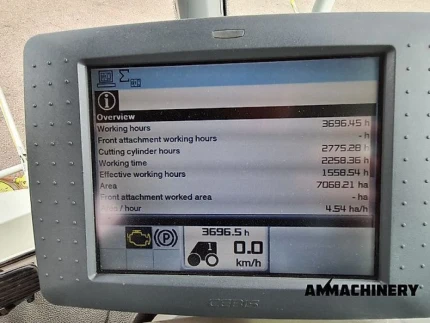 Overview
Working hours 3696.45 h
Front attachment working hours - h
Cutting cylinder hours 2775.28 h
Working time 2258.36 h
Effective working hours 1558.54 h
Area 7068.21 ha
Front attachment worked area - ha
/ hour 4.54 ha/h
3696.5 h
1
0.0
km/h
AMMACHINERY